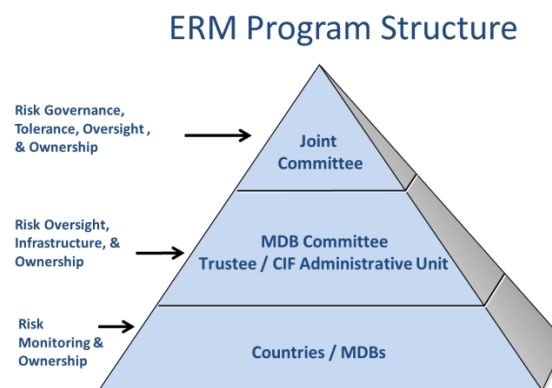 ERM Program Structure
Risk Governance,
Tolerance, Oversight ,
& Ownership
Joint
Committee
Risk Oversight,
Infrastructure, &
Ownership
MDB Committee
Trustee / CIF Administrative Unit
Risk
Monitoring &
Ownership
Countries / MDBs